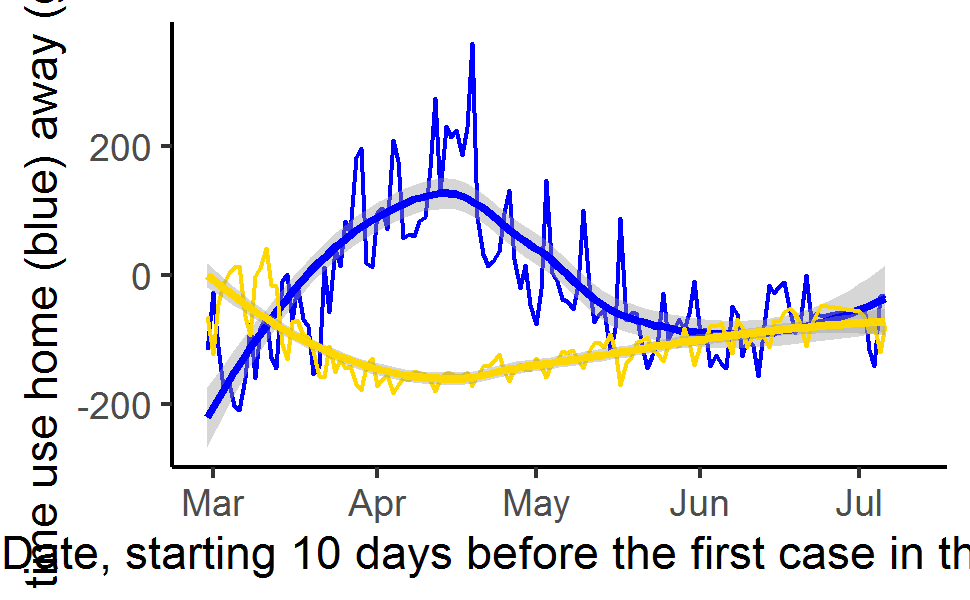 time use home (blue) away (
200
0
-200
Mar Apr May Jun Jul
Date, starting 10 days before the first case in th